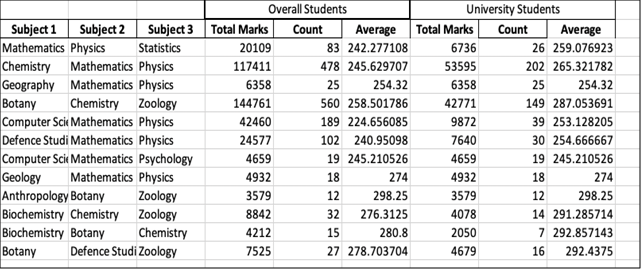 Overall Students University Students
Subject 1 Subject 2 Subject 3 Total Marks Count Average Total Marks Count Average
Mathematics Physics Statistics 20109 83 242.277108 6736 26 259.076923
Chemistry Mathematics Physics 117411 478 245.629707 53595 202 265.321782
Geography Mathematics Physics 6358 25 254.32 6358 25 254.32
Botany Chemistry Zoology 144761 560 258.501786 42771 149 287.053691
Computer Scie Mathematics Physics 42460 189 224.656085 9872 39 253.128205
Defence Studi Mathematics Physics 24577 102 240.95098 7640 30 254.666667
Computer Scie Mathematics Psychology 4659 19 245.210526 4659 19 245.210526
Geology Mathematics Physics 4932 18 274 4932 18 274
Anthropology Botany Zoology 3579 12 298.25 3579 12 298.25
Biochemistry Chemistry Zoology 8842 32 276.3125 4078 14 291.285714
Biochemistry Botany Chemistry 4212 15 280.8 2050 7 292.857143
Botany Defence Studi Zoology 7525 27 278.703704 4679 16 292.4375